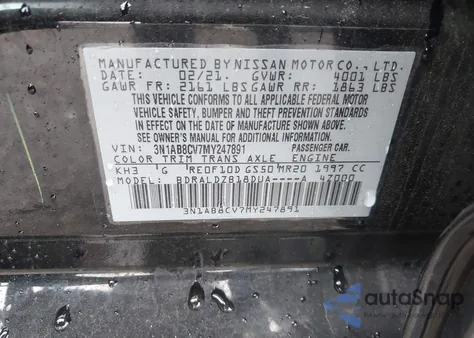 MANUFACTURED BY NISSAN MOTOR CO., LTD.
DATE: 02/21. GVWR: 4001 LBS
GAWR FR: 2161 LBS GAWR RR: 1863 LBS
THIS VEHICLE CONFORMS TO ALL APPLICABLE FEDERAL MOTOR
VEHICLE SAFETY, BUMPER AND THEFT PREVENTION STANDARDS
IN EFFECT ON THE DATE OF MANUFACTURE SHOWN ABOVE.
SEE OWNER'S MANUAL FOR ADDITIONAL INFORMATION.
VIN: 3N1AB8CV7MY247891 PASSENGER CAR.
COLOR TRIM TRANS AXLE ENGINE
KH3 G RE0F10D GS50 MR20 1997 CC
BDRALDZB18DUA----A 4Z000
3N1AB8CV7MY247891
autoSnap